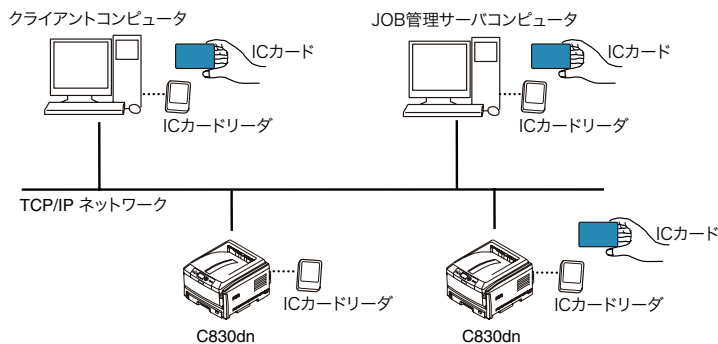 クライアントコンピュータ
JOB管理サーバコンピュータ
ICカード
ICカード
ICカードリーダ
ICカードリーダ
TCP/IP ネットワーク
ICカード
ICカードリーダ
ICカードリーダ
C830dn
C830dn